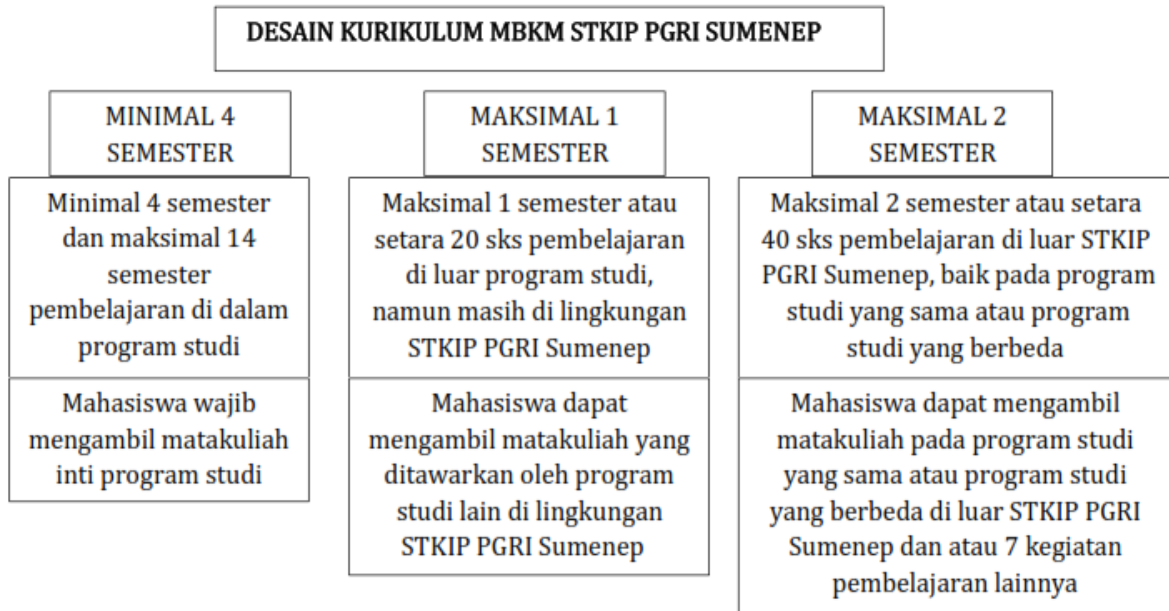 DESAIN KURIKULUM MBKM STKIP PGRI SUMENEP
MINIMAL 4
SEMESTER
Minimal 4 semester
dan maksimal 14
semester
pembelajaran di dalam
program studi
Mahasiswa wajib
mengambil matakuliah
inti program studi
MAKSIMAL 1
SEMESTER
Maksimal 1 semester atau
setara 20 sks pembelajaran
di luar program studi,
namun masih di lingkungan
STKIP PGRI Sumenep
Mahasiswa dapat
mengambil matakuliah yang
ditawarkan oleh program
studi lain di lingkungan
STKIP PGRI Sumenep
MAKSIMAL 2
SEMESTER
Maksimal 2 semester atau setara
40 sks pembelajaran di luar STKIP
PGRI Sumenep, baik pada program
studi yang sama atau program
studi yang berbeda
Mahasiswa dapat mengambil
matakuliah pada program studi
yang sama atau program studi
yang berbeda di luar STKIP PGRI
Sumenep dan atau 7 kegiatan
pembelajaran lainnya